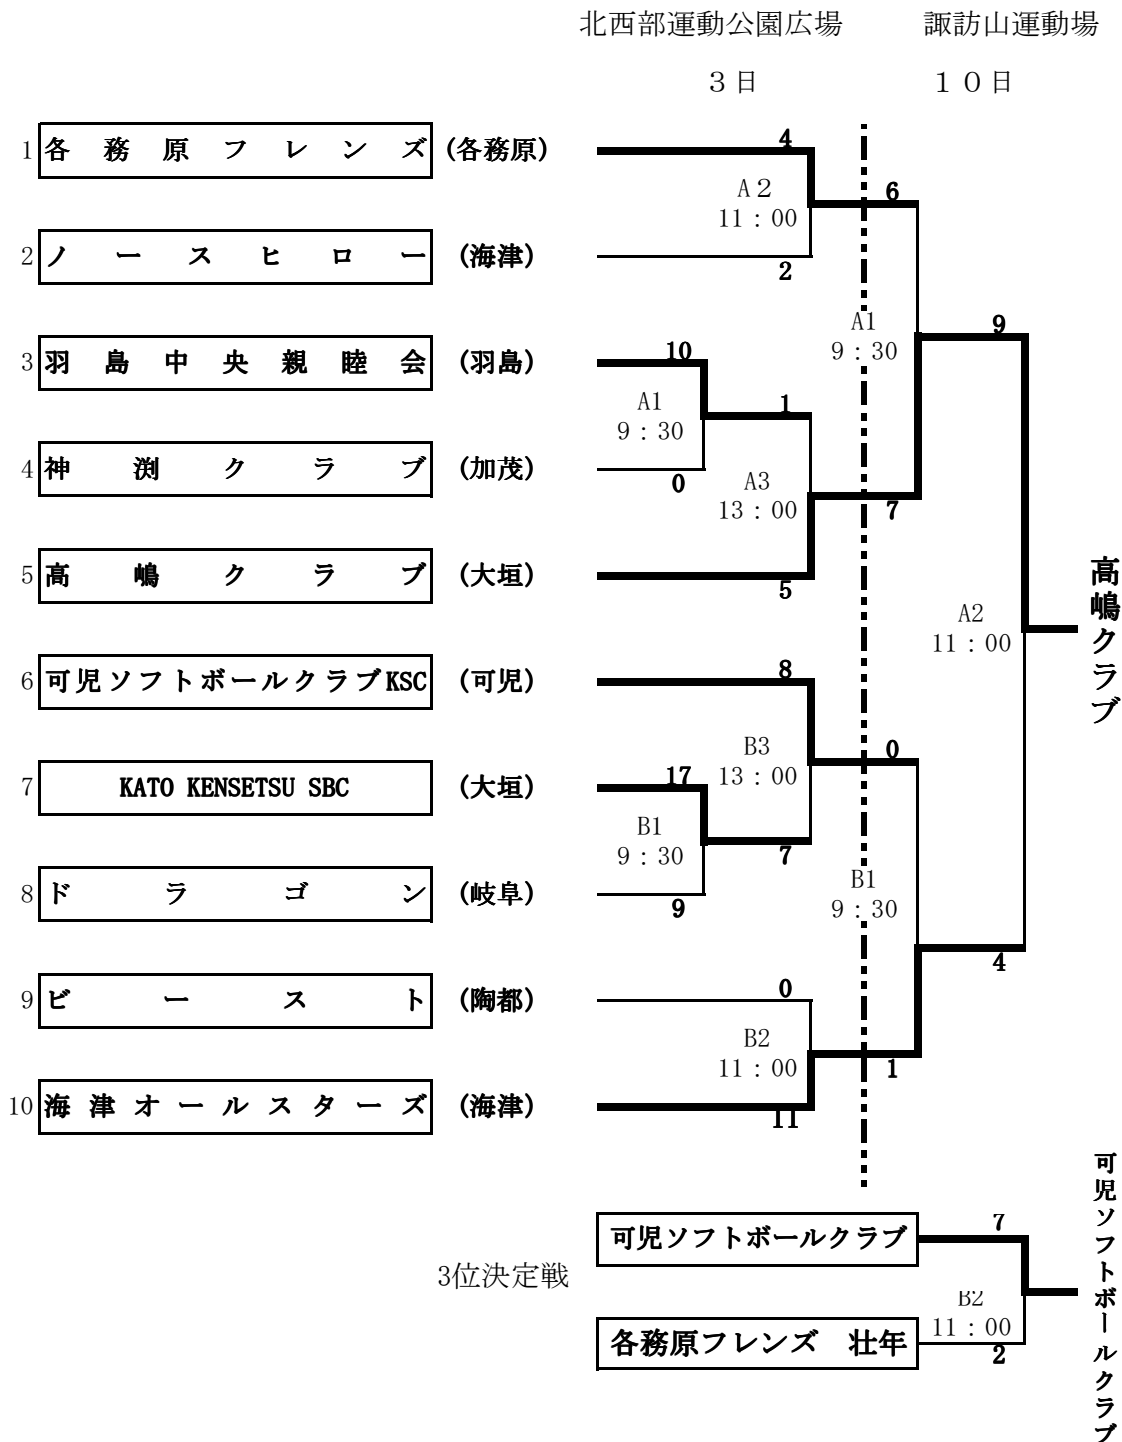 北西部運動公園広場 諏訪山運動場
３日 １０日
1 各務原フレンズ (各務原)
4
A２
11：00
6
2 ノースヒロー (海津)
2
A1
9：30
9
3 羽島中央親睦会 (羽島)
10
A1
9：30
1
4 神渕クラブ (加茂)
0
A3
13：00
7
5 高嶋クラブ (大垣)
5
A2
11：00
高嶋クラブ
6 可児ソフトボールクラブKSC (可児)
8
B3
13：00
0
7 KATO KENSETSU SBC (大垣)
17
B1
9：30
7
8 ドラゴン (岐阜)
9
B1
9：30
4
9 ビースト (陶都)
0
B2
11：00
1
10 海津オールスターズ (海津)
11
3位決定戦
可児ソフトボールクラブ
7
B2
11：00
各務原フレンズ　壮年
2
可児ソフトボールクラブ